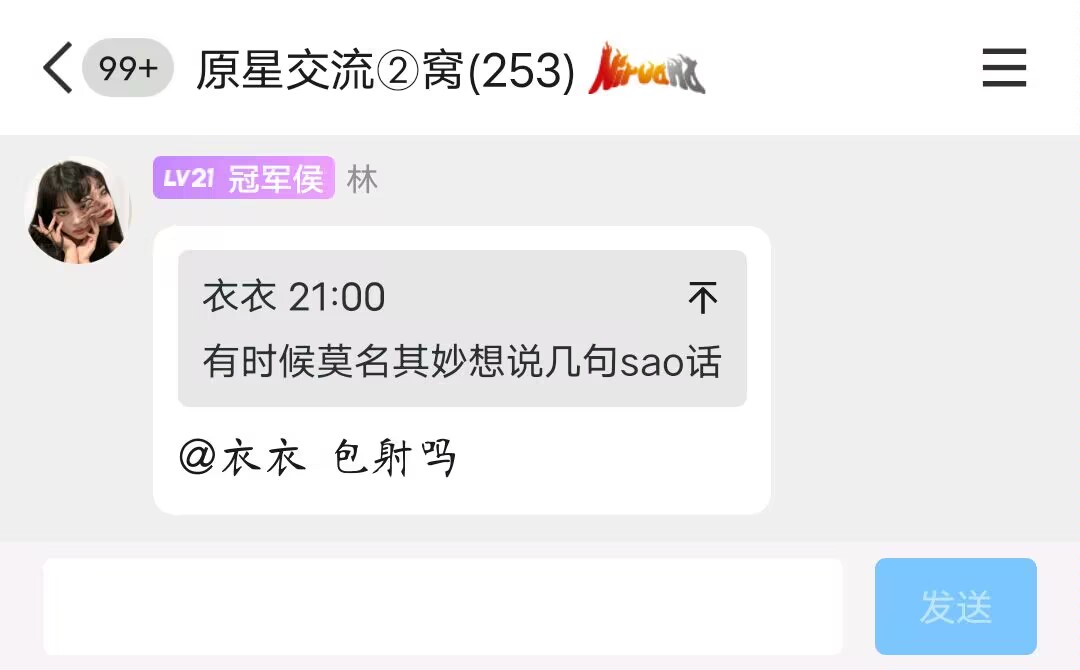 99+ 原星交流②窝(253) Nirvana
LV21 冠军侯 林
衣衣 21:00
有时候莫名其妙想说几句sao话
@衣衣 包射吗
发送